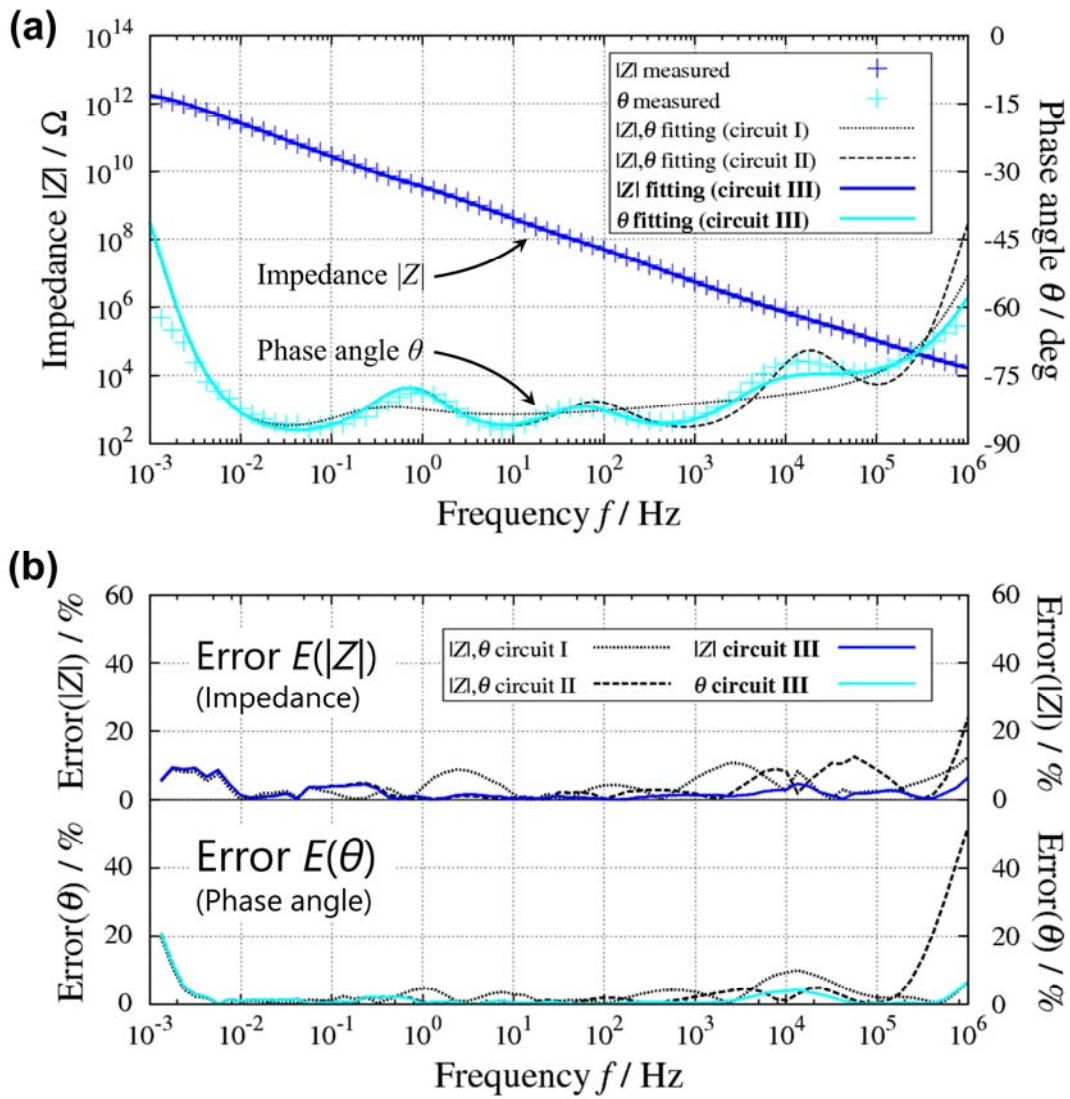 (a)
10^14
10^12
10^10
10^8
10^6
10^4
10^2
Impedance |Z| / Ω
0
-15
-30
-45
-60
-75
-90
Phase angle θ / deg
|Z| measured
θ measured
|Z|,θ fitting (circuit I)
|Z|,θ fitting (circuit II)
|Z| fitting (circuit III)
θ fitting (circuit III)
Impedance |Z|
Phase angle θ
10^-3 10^-2 10^-1 10^0 10^1 10^2 10^3 10^4 10^5 10^6
Frequency f / Hz
(b)
60
40
20
0
40
20
0
Error(|Z|) / %
Error(θ) / %
Error E(|Z|)
(Impedance)
|Z|,θ circuit I
|Z|,θ circuit II
|Z| circuit III
θ circuit III
Error E(θ)
(Phase angle)
60
40
20
0
40
20
0
Error(|Z|) / %
Error(θ) / %
10^-3 10^-2 10^-1 10^0 10^1 10^2 10^3 10^4 10^5 10^6
Frequency f / Hz